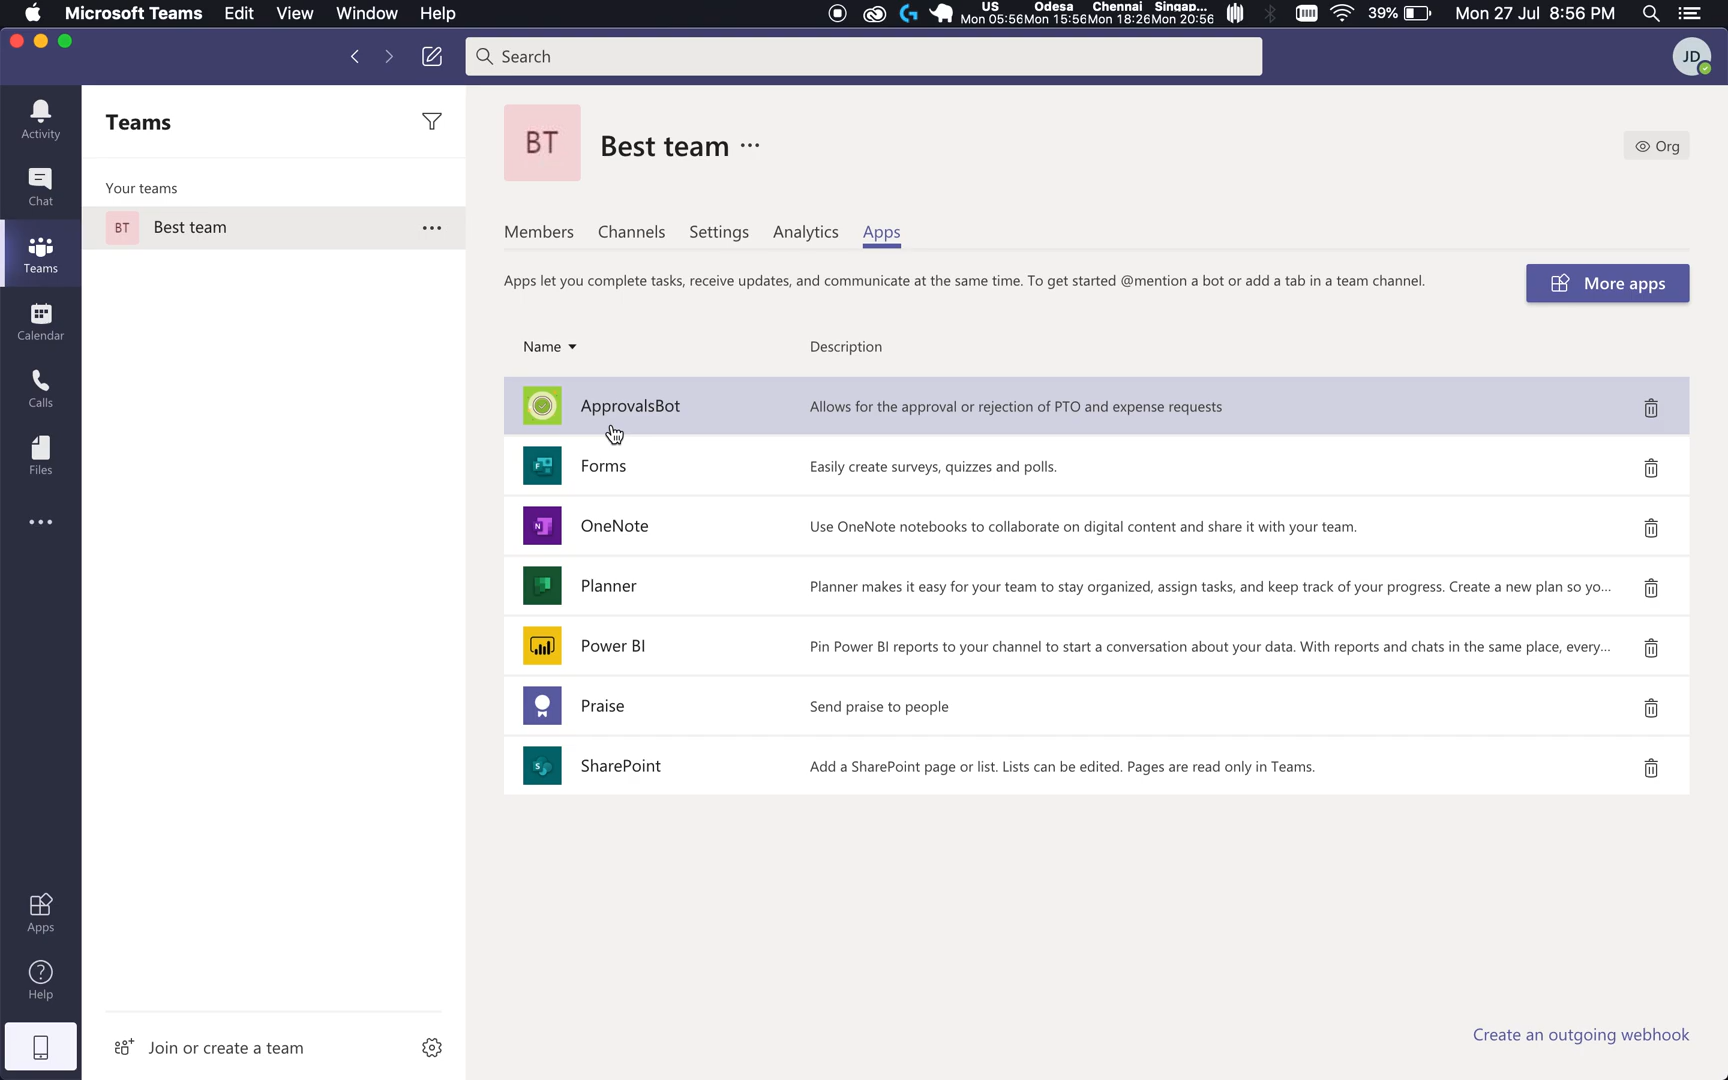 Microsoft Teams Edit View Window Help
US Odesa Chennai Singap...
Mon 05:56 Mon 15:56 Mon 18:26 Mon 20:56
39% Mon 27 Jul 8:56 PM
Search
JD
Activity
Chat
Teams
Calendar
Calls
Files
Apps
Help
Teams
Your teams
BT Best team
Join or create a team
BT
Best team
Org
Members Channels Settings Analytics Apps
Apps let you complete tasks, receive updates, and communicate at the same time. To get started @mention a bot or add a tab in a team channel.
More apps
Name Description
ApprovalsBot Allows for the approval or rejection of PTO and expense requests
Forms Easily create surveys, quizzes and polls.
OneNote Use OneNote notebooks to collaborate on digital content and share it with your team.
Planner Planner makes it easy for your team to stay organized, assign tasks, and keep track of your progress. Create a new plan so yo...
Power BI Pin Power BI reports to your channel to start a conversation about your data. With reports and chats in the same place, every...
Praise Send praise to people
SharePoint Add a SharePoint page or list. Lists can be edited. Pages are read only in Teams.
Create an outgoing webhook